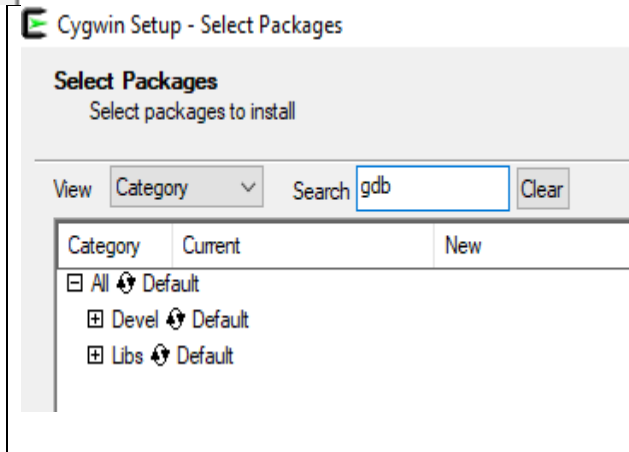 Cygwin Setup - Select Packages
Select Packages
Select packages to install
View Category Search gdb Clear
Category Current New
All Default
Devel Default
Libs Default